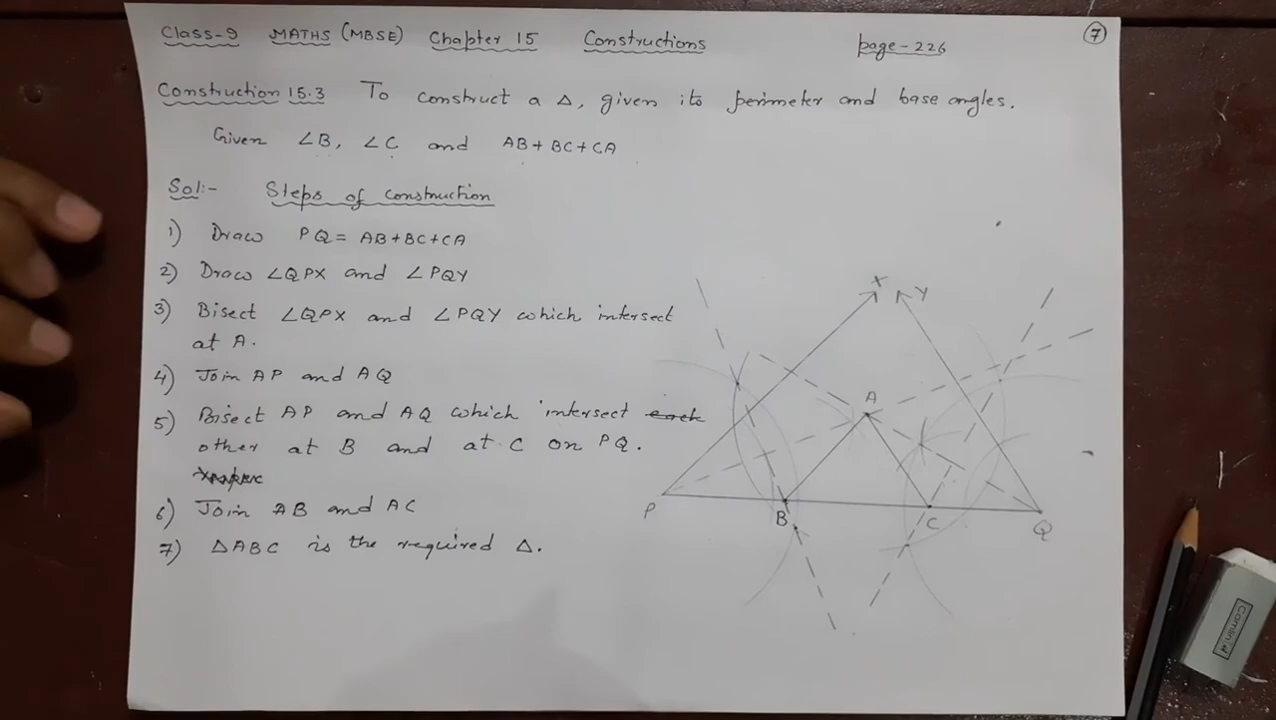 Class-9 MATHS (MBSE) Chapter 15 Constructions page-226 7
Construction 15.3 To construct a Δ, given its perimeter and base angles.
Given ∠B, ∠C and AB+BC+CA
Sol:- Steps of construction
1) Draw PQ = AB+BC+CA
2) Draw ∠QPX and ∠PQY
3) Bisect ∠QPX and ∠PQY which intersect
at A.
4) Join AP and AQ
5) Bisect AP and AQ which intersect each
other at B and at C on PQ.
6) Join AB and AC
7) ΔABC is the required Δ.
X Y
A
P B C Q
Camlin